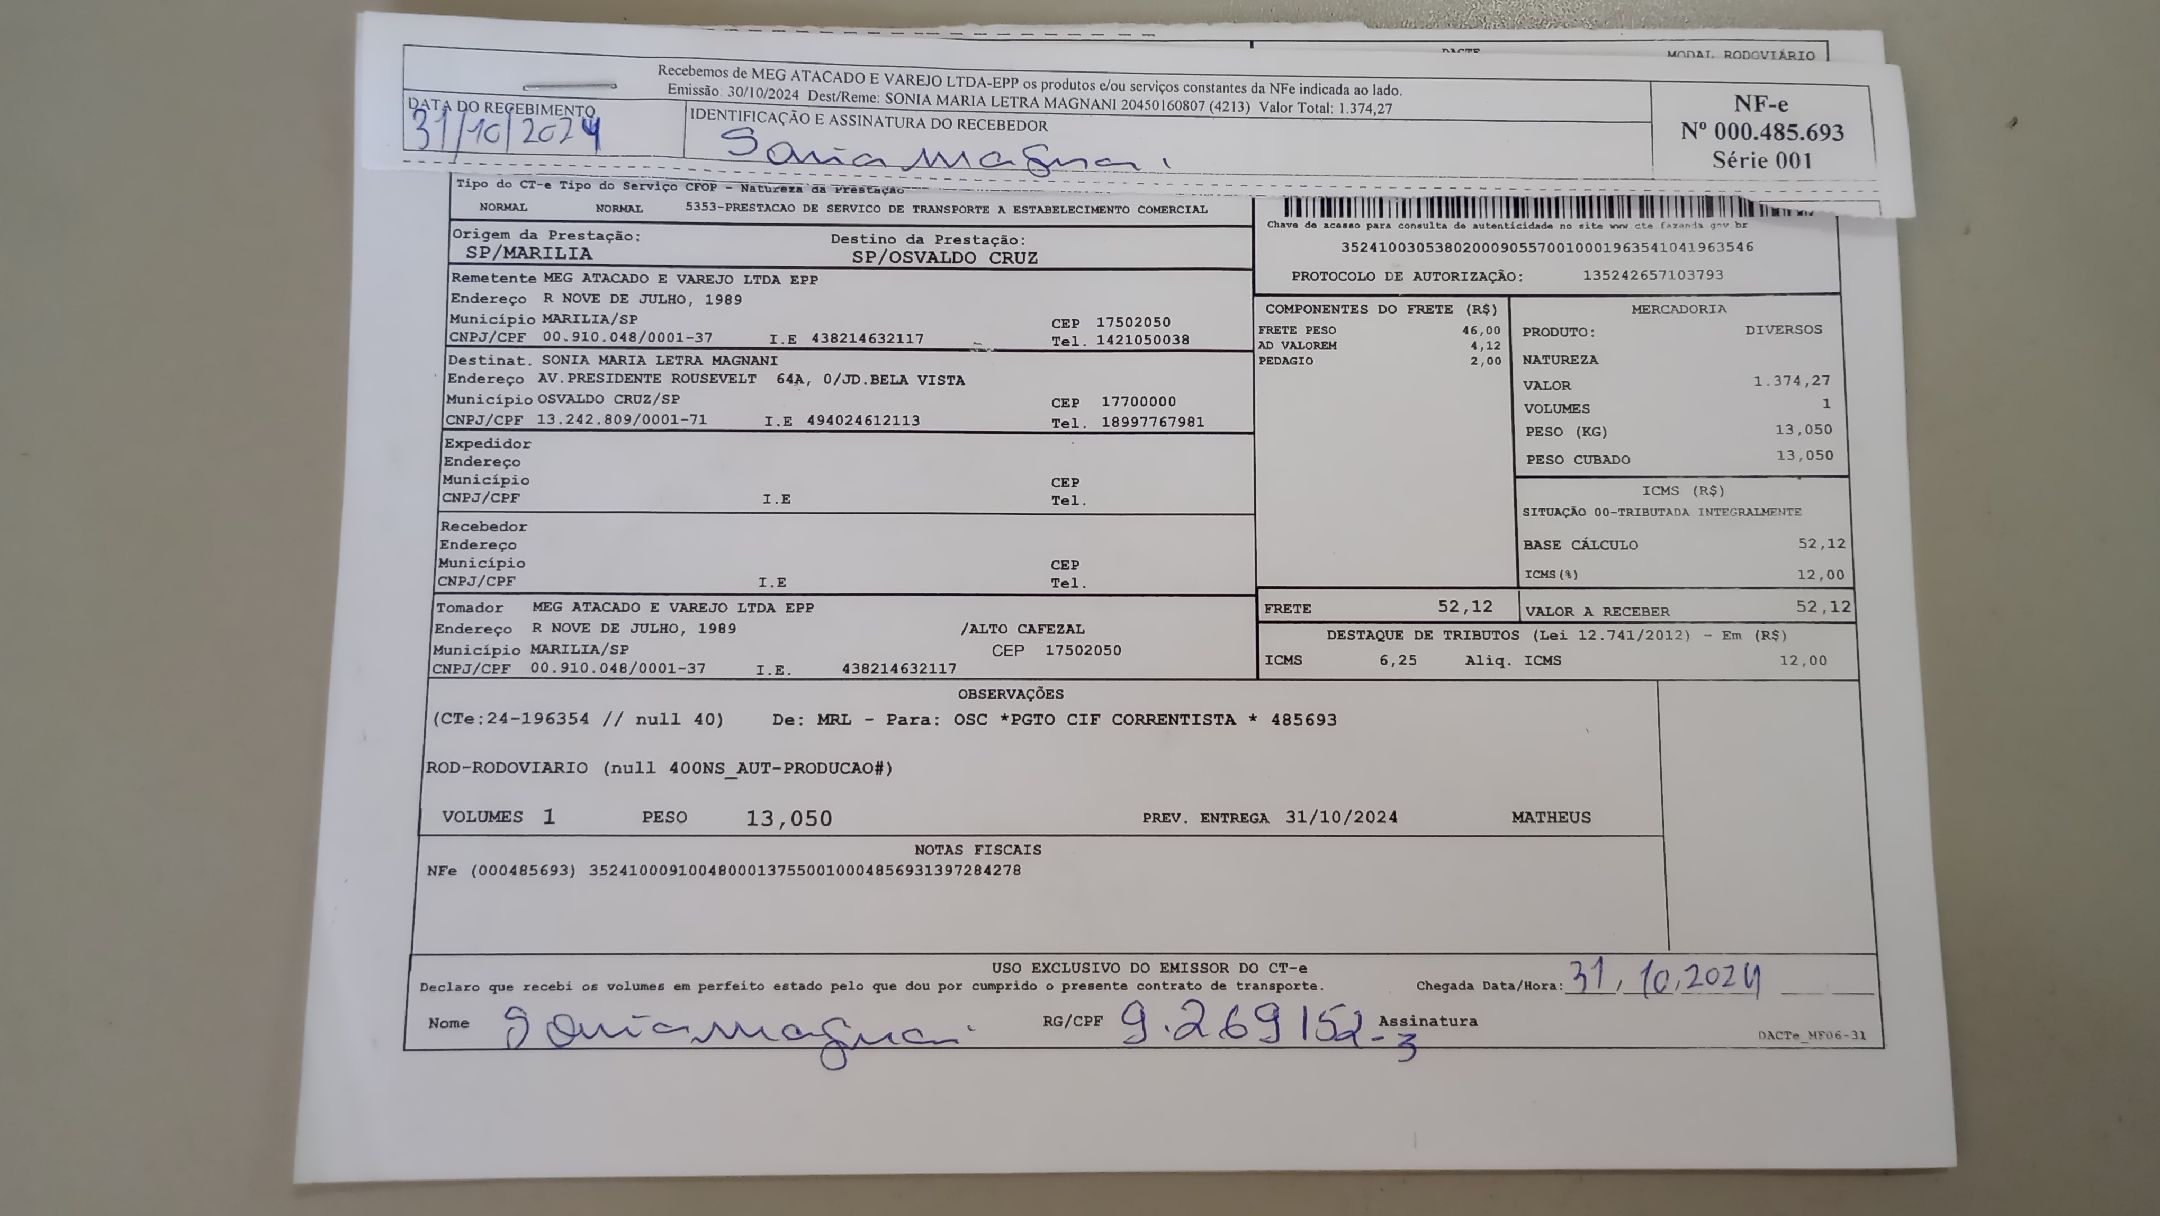 DACTE
MODAL RODOVIÁRIO
Recebemos de MEG ATACADO E VAREJO LTDA-EPP os produtos e/ou serviços constantes da NFe indicada ao lado.
Emissão: 30/10/2024 Dest/Reme: SONIA MARIA LETRA MAGNANI 20450160807 (4213) Valor Total: 1.374,27
DATA DO RECEBIMENTO
31/10/2024
IDENTIFICAÇÃO E ASSINATURA DO RECEBEDOR
Sonia Magnani
NF-e
Nº 000.485.693
Série 001
Tipo do CT-e Tipo do Serviço CFOP - Natureza da Prestação
NORMAL NORMAL 5353-PRESTACAO DE SERVICO DE TRANSPORTE A ESTABELECIMENTO COMERCIAL
Chave de acesso para consulta de autenticidade no site www cte fazenda gov br
35241003053802000905570010001963541041963546
PROTOCOLO DE AUTORIZAÇÃO: 135242657103793
Origem da Prestação: Destino da Prestação:
SP/MARILIA SP/OSVALDO CRUZ
Remetente MEG ATACADO E VAREJO LTDA EPP
Endereço R NOVE DE JULHO, 1989
Município MARILIA/SP CEP 17502050
CNPJ/CPF 00.910.048/0001-37 I.E 438214632117 Tel. 1421050038
Destinat. SONIA MARIA LETRA MAGNANI
Endereço AV.PRESIDENTE ROUSEVELT 64A, 0/JD.BELA VISTA
Município OSVALDO CRUZ/SP CEP 17700000
CNPJ/CPF 13.242.809/0001-71 I.E 494024612113 Tel. 18997767981
Expedidor
Endereço
Município CEP
CNPJ/CPF I.E Tel.
Recebedor
Endereço
Município CEP
CNPJ/CPF I.E Tel.
Tomador MEG ATACADO E VAREJO LTDA EPP
Endereço R NOVE DE JULHO, 1989 /ALTO CAFEZAL
Município MARILIA/SP CEP 17502050
CNPJ/CPF 00.910.048/0001-37 I.E. 438214632117
COMPONENTES DO FRETE (R$)
FRETE PESO 46,00
AD VALOREM 4,12
PEDAGIO 2,00
MERCADORIA
PRODUTO: DIVERSOS
NATUREZA
VALOR 1.374,27
VOLUMES 1
PESO (KG) 13,050
PESO CUBADO 13,050
ICMS (R$)
SITUAÇÃO 00-TRIBUTADA INTEGRALMENTE
BASE CÁLCULO 52,12
ICMS(%) 12,00
FRETE 52,12 VALOR A RECEBER 52,12
DESTAQUE DE TRIBUTOS (Lei 12.741/2012) - Em (R$)
ICMS 6,25 Aliq. ICMS 12,00
OBSERVAÇÕES
(CTe:24-196354 // null 40) De: MRL - Para: OSC *PGTO CIF CORRENTISTA * 485693
ROD-RODOVIARIO (null 400NS_AUT-PRODUCAO#)
VOLUMES 1 PESO 13,050 PREV. ENTREGA 31/10/2024 MATHEUS
NOTAS FISCAIS
NFe (000485693) 35241000910048000137550010004856931397284278
USO EXCLUSIVO DO EMISSOR DO CT-e
Declaro que recebi os volumes em perfeito estado pelo que dou por cumprido o presente contrato de transporte. Chegada Data/Hora: 31/10/2024
Nome Sonia Magnani RG/CPF 9.269152-3 Assinatura
DACTe_MF06-31